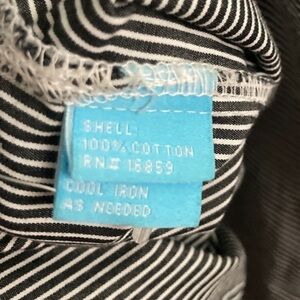 SHELL:
100% COTTON
RN# 16859
COOL IRON
AS NEEDED